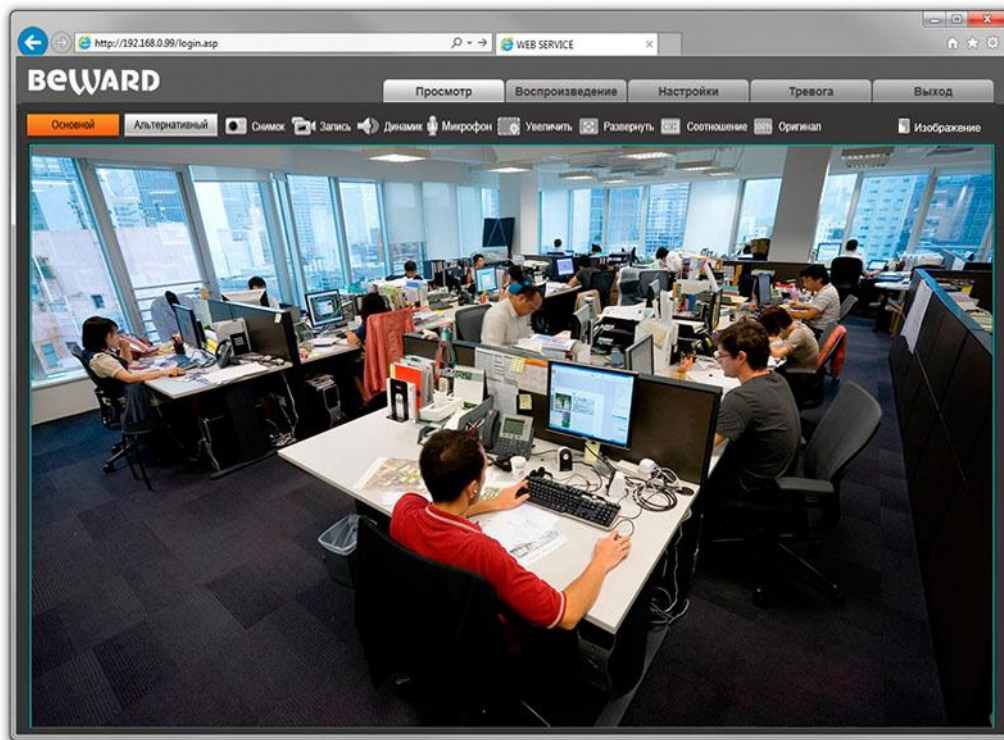 http://192.168.0.99/login.asp
WEB SERVICE
BEWARD
Просмотр Воспроизведение Настройки Тревога Выход
Основной Альтернативный Снимок Запись Динамик Микрофон Увеличить Развернуть Соотношение 100% Оригинал Изображение